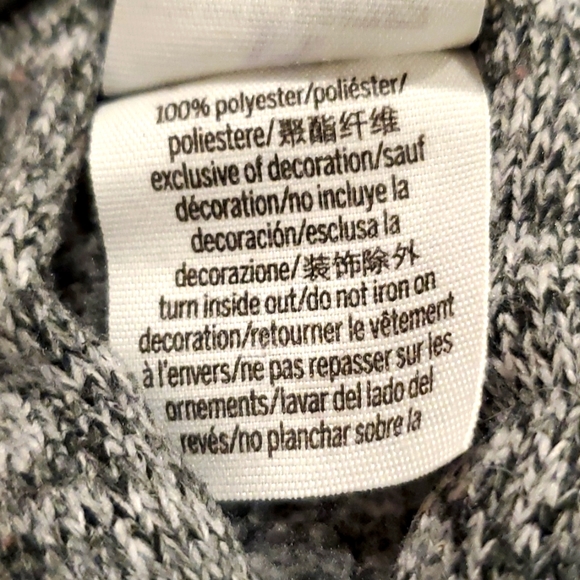 100% polyester/poliéster/
poliestere/聚酯纤维
exclusive of decoration/sauf
décoration/no incluye la
decoración/esclusa la
decorazione/装饰除外
turn inside out/do not iron on
decoration/retourner le vêtement
à l'envers/ne pas repasser sur les
ornements/lavar del lado del
revés/no planchar sobre la